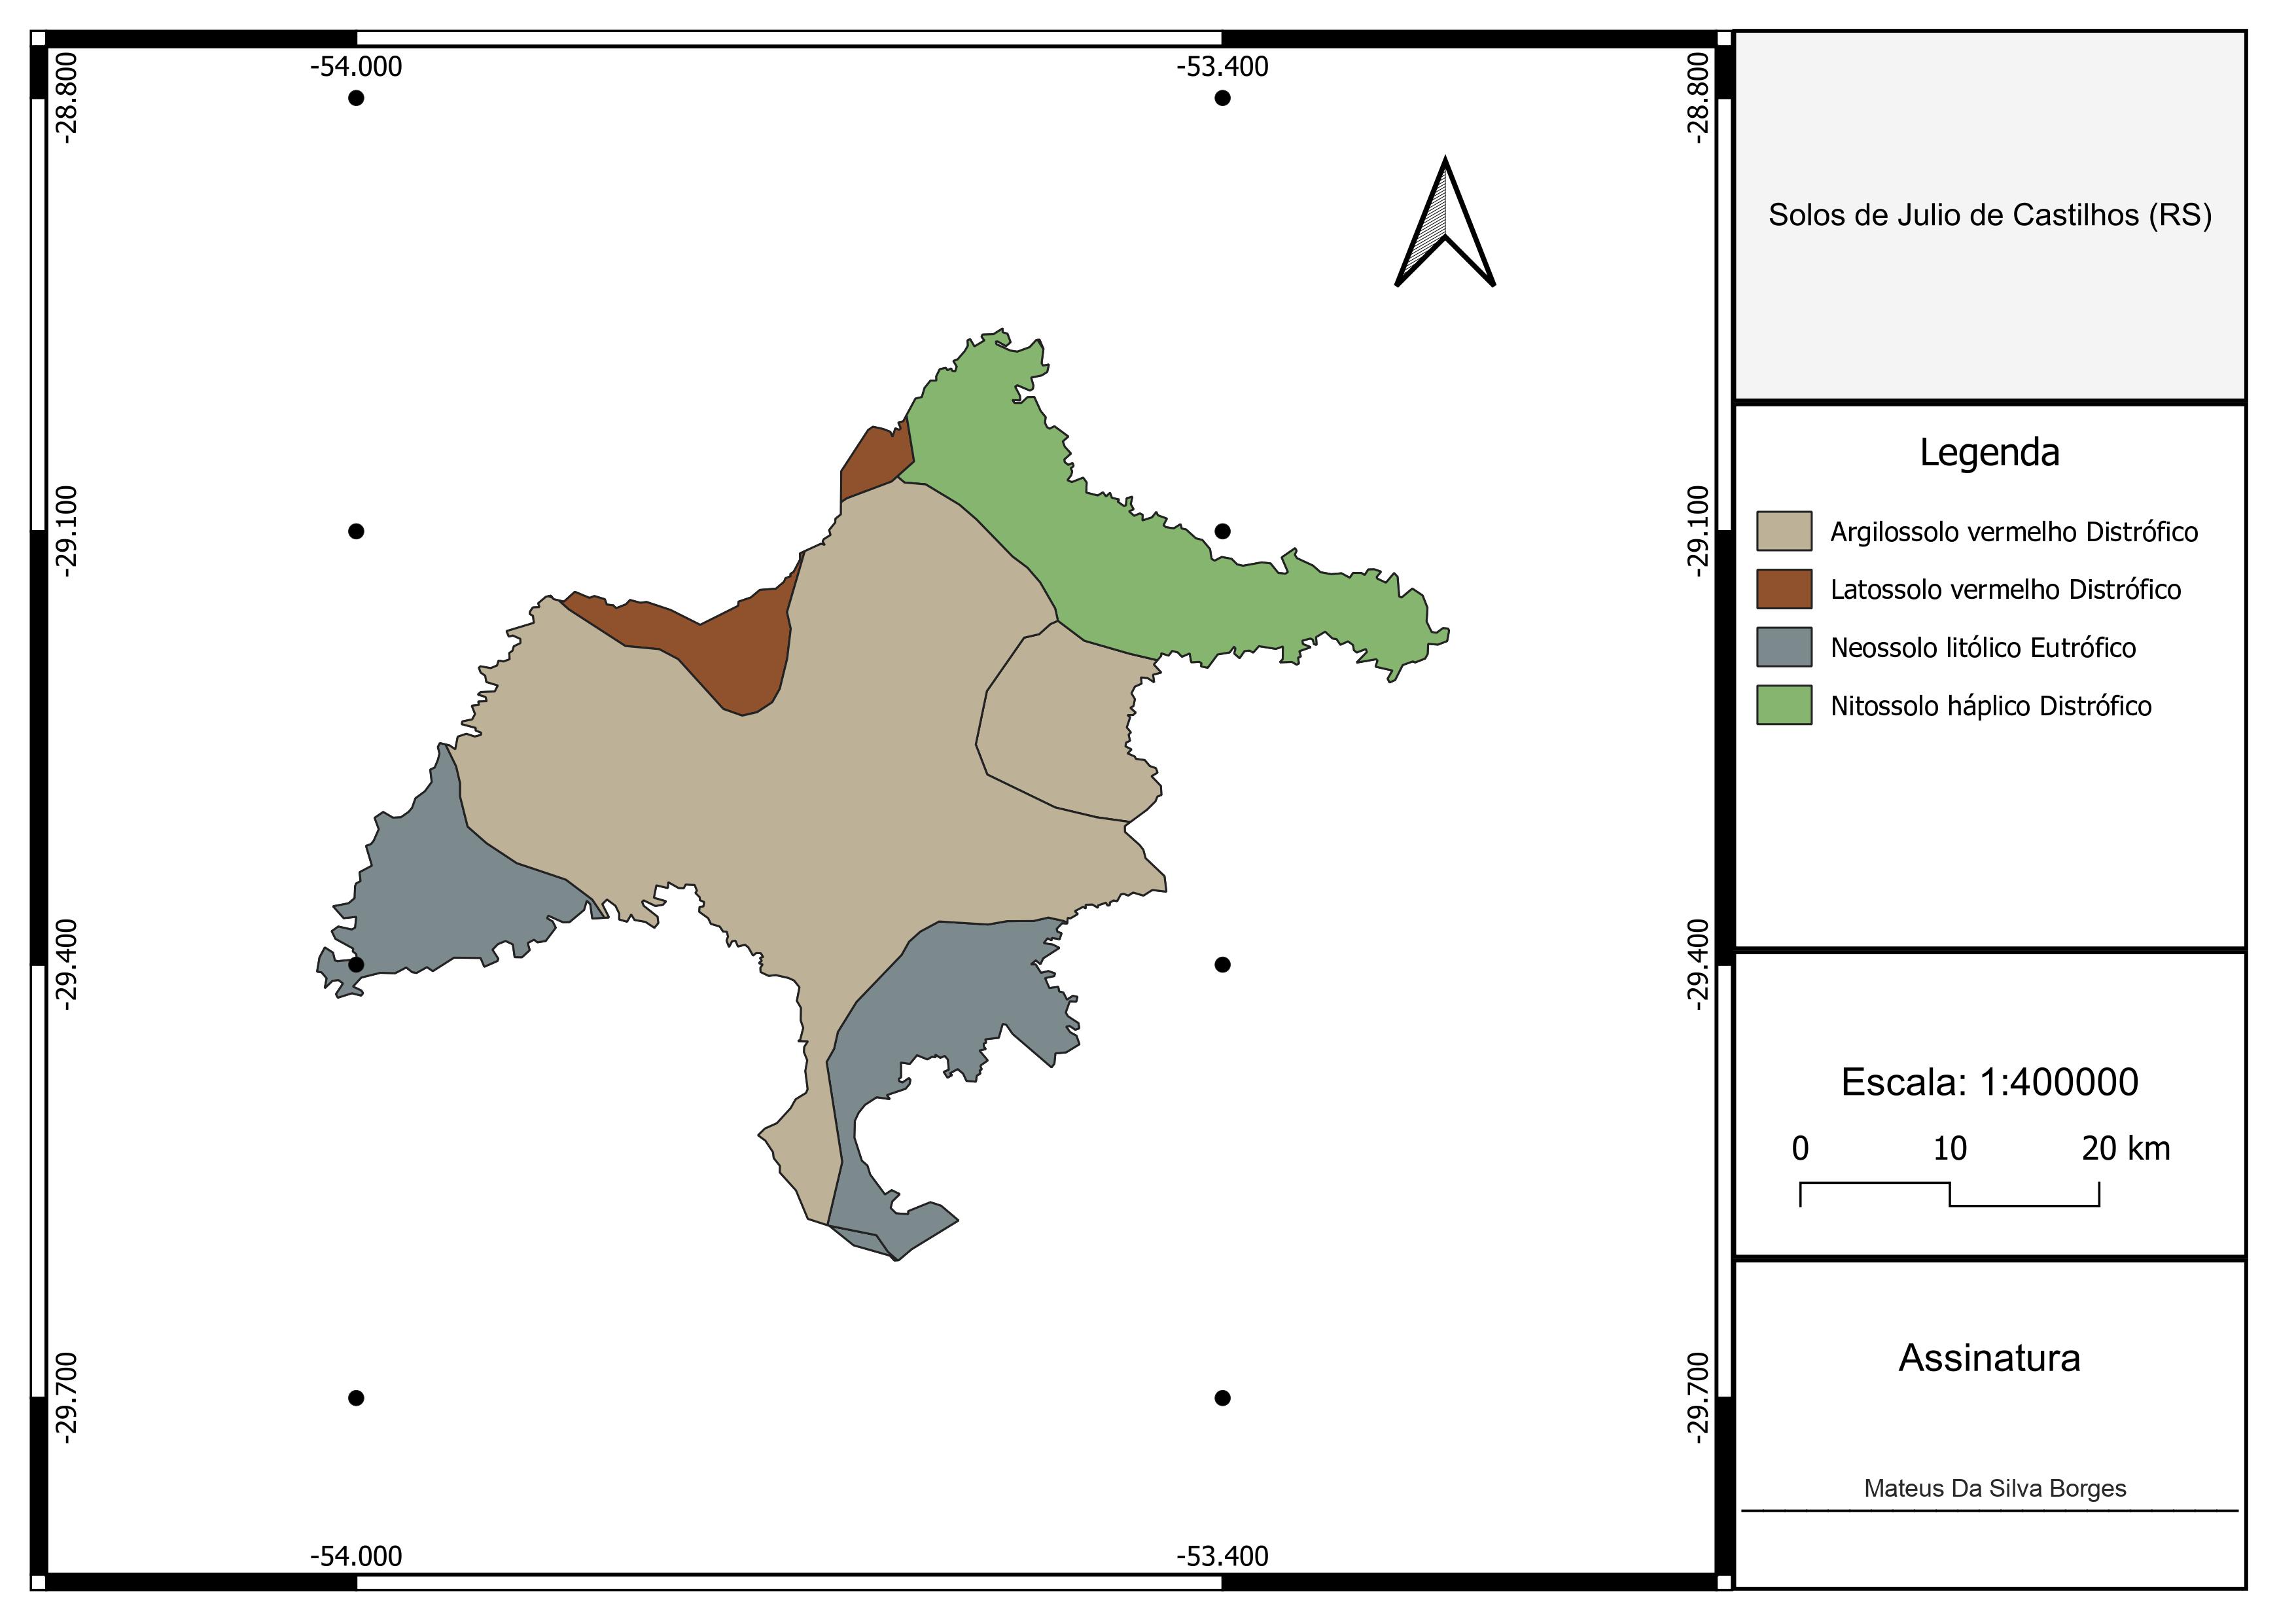 -54.000
-53.400
-28.800
-28.800
-29.100
-29.100
-29.400
-29.400
-29.700
-29.700
-54.000
-53.400
Solos de Julio de Castilhos (RS)
Legenda
Argilossolo vermelho Distrófico
Latossolo vermelho Distrófico
Neossolo litólico Eutrófico
Nitossolo háplico Distrófico
Escala: 1:400000
0 10 20 km
Assinatura
Mateus Da Silva Borges